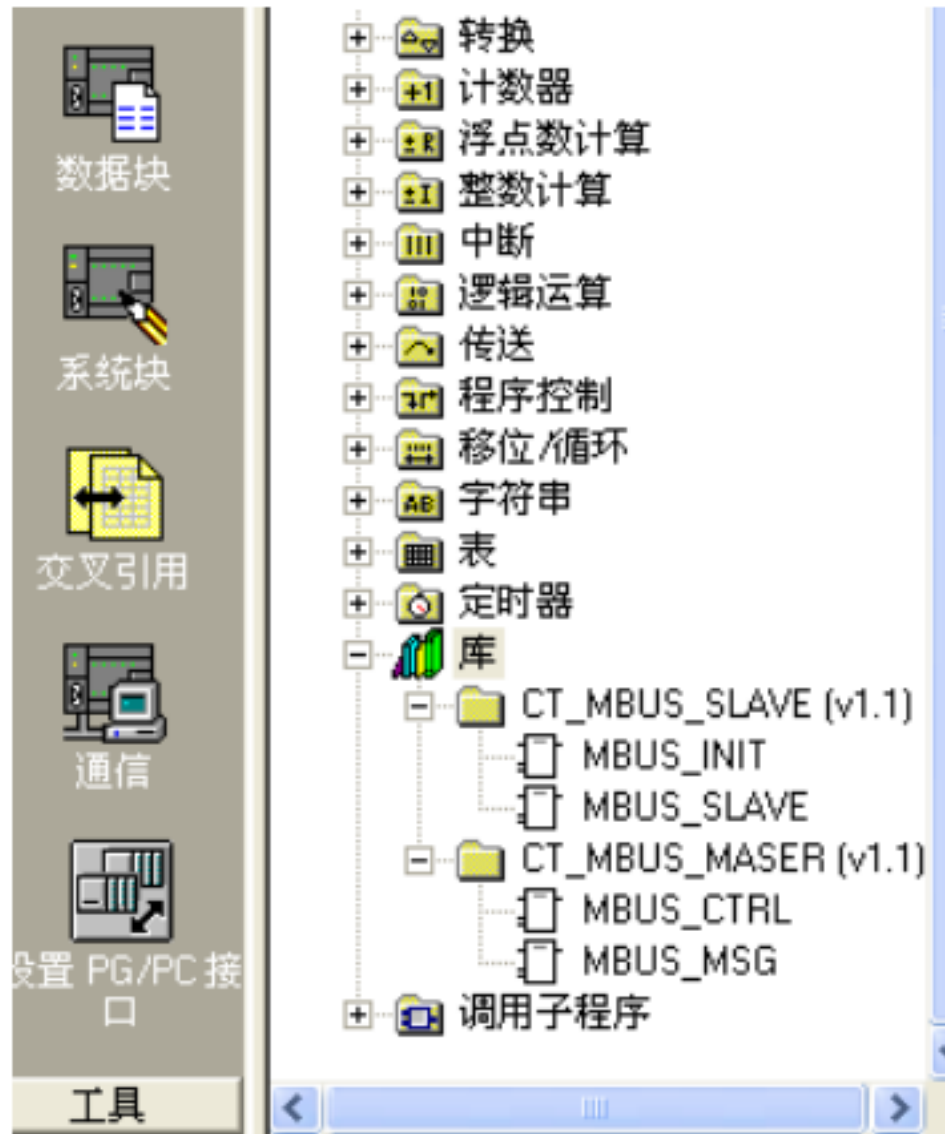 数据块
系统块
交叉引用
通信
设置 PG/PC 接
口
工具
转换
计数器
浮点数计算
整数计算
中断
逻辑运算
传送
程序控制
移位/循环
字符串
表
定时器
库
CT_MBUS_SLAVE (v1.1)
MBUS_INIT
MBUS_SLAVE
CT_MBUS_MASER (v1.1)
MBUS_CTRL
MBUS_MSG
调用子程序